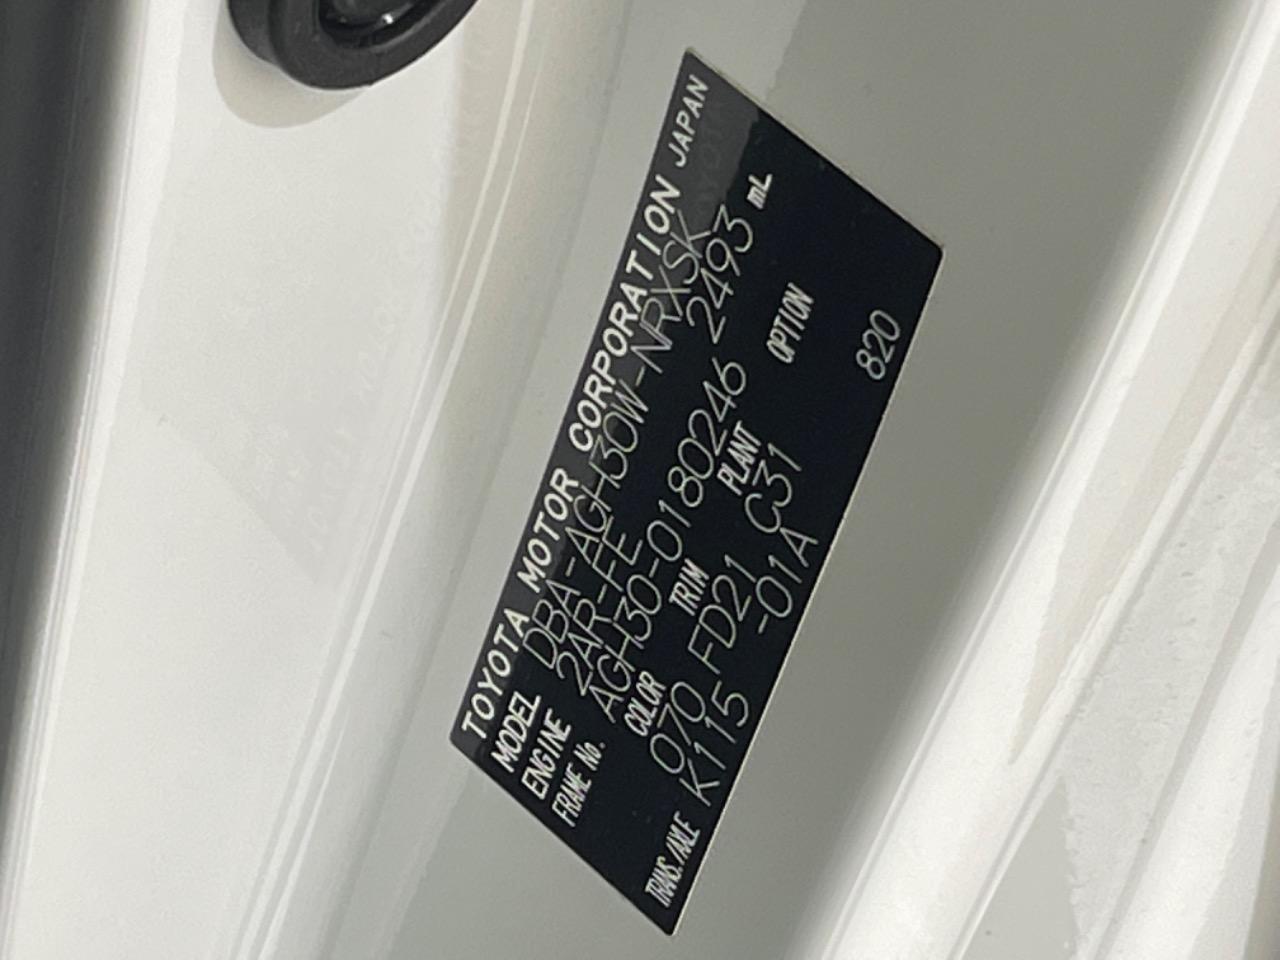 TOYOTA MOTOR CORPORATION JAPAN
MODEL DBA-AGH30W-NRXSK
ENGINE 2AR-FE 2493 mL
FRAME No. AGH30-0180246
COLOR TRIM PLANT OPTION
070 FD21 C31
TRANS./AXLE K115 -01A 820